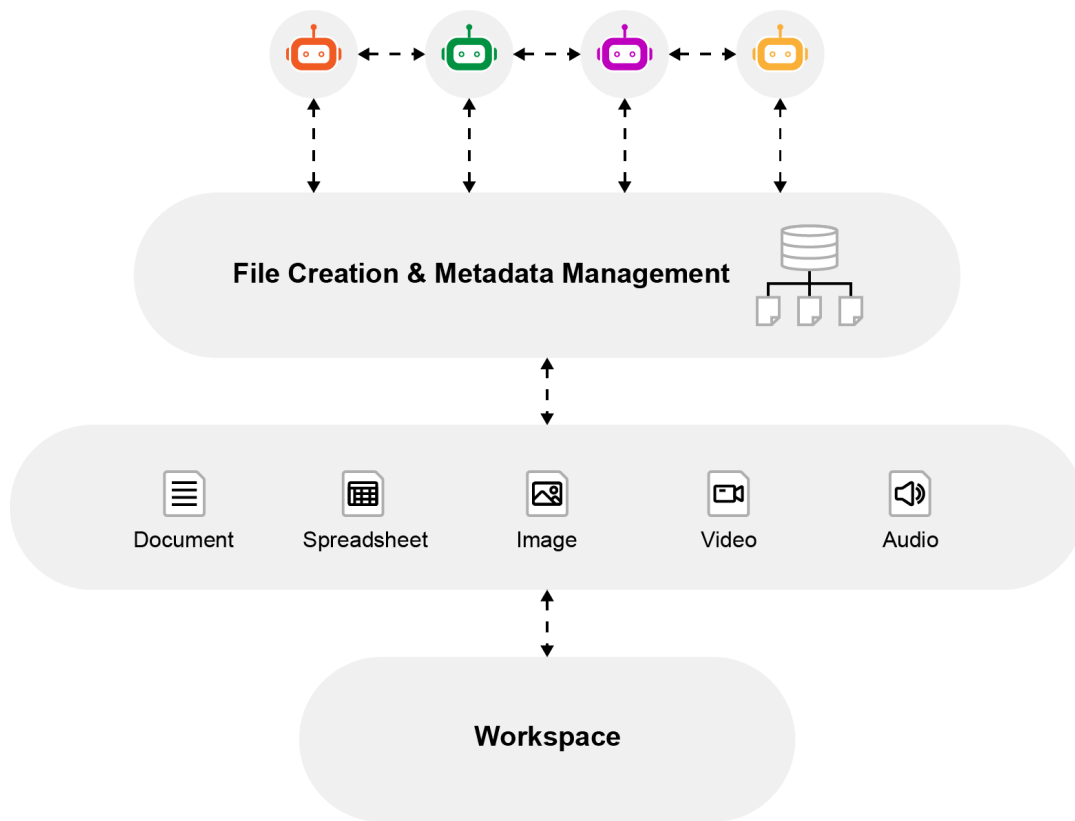 File Creation & Metadata Management
Document
Spreadsheet
Image
Video
Audio
Workspace